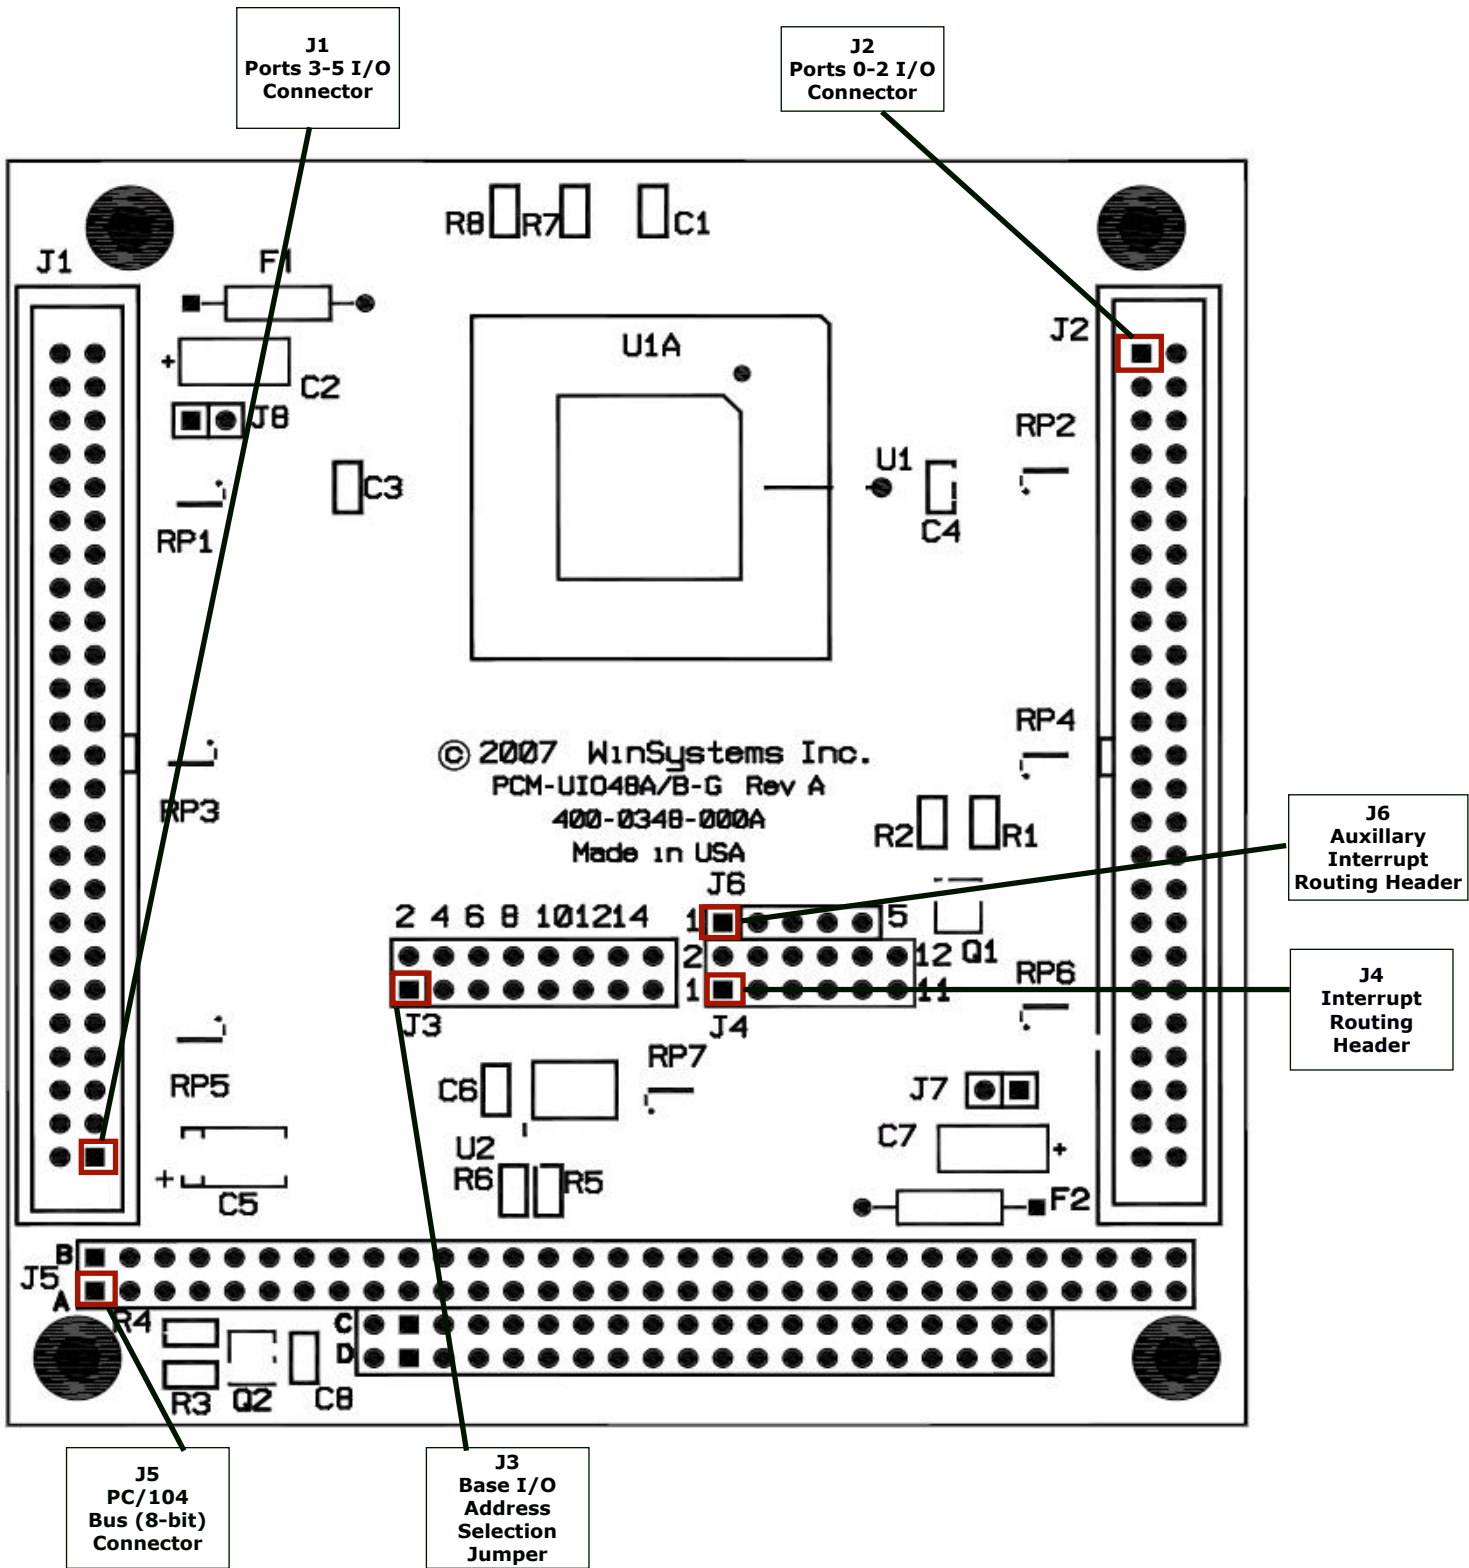 J1
Ports 3-5 I/O
Connector
J2
Ports 0-2 I/O
Connector
R8
R7
C1
J1
F1
+
C2
J8
U1A
J2
RP2
U1
C3
C4
RP1
RP4
RP3
© 2007 WinSystems Inc.
PCM-UIO48A/B-G Rev A
400-0348-000A
Made in USA
R2
R1
J6
Auxillary
Interrupt
Routing Header
J6
2 4 6 8 10 12 14
1
5
2
12
Q1
1
11
RP6
J3
J4
J4
Interrupt
Routing
Header
RP7
C6
J7
RP5
U2
C7
+
R6
R5
+
C5
F2
B
J5
A
R4
C
D
R3
Q2
C8
J5
PC/104
Bus (8-bit)
Connector
J3
Base I/O
Address
Selection
Jumper